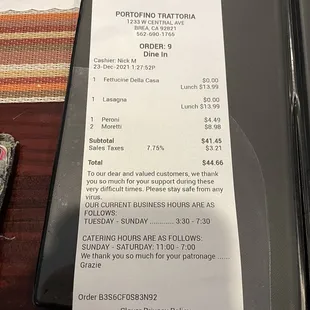 PORTOFINO TRATTORIA
1233 W CENTRAL AVE
BREA, CA 92821
562-690-1765
ORDER: 9
Dine In
Cashier: Nick M
23-Dec-2021 1:27:52P
1 Fettucine Della Casa $0.00
Lunch $13.99
1 Lasagna $0.00
Lunch $13.99
1 Peroni $4.49
2 Moretti $8.98
Subtotal $41.45
Sales Taxes 7.75% $3.21
Total $44.66
To our dear and valued customers, we thank
you so much for your support during these
very difficult times. Please stay safe from any
virus.
OUR CURRENT BUSINESS HOURS ARE AS
FOLLOWS:
TUESDAY - SUNDAY ............ 3:30 - 7:30
CATERING HOURS ARE AS FOLLOWS:
SUNDAY - SATURDAY: 11:00 - 7:00
We thank you so much for your patronage ......
Grazie
Order B3S6CF0S83N92